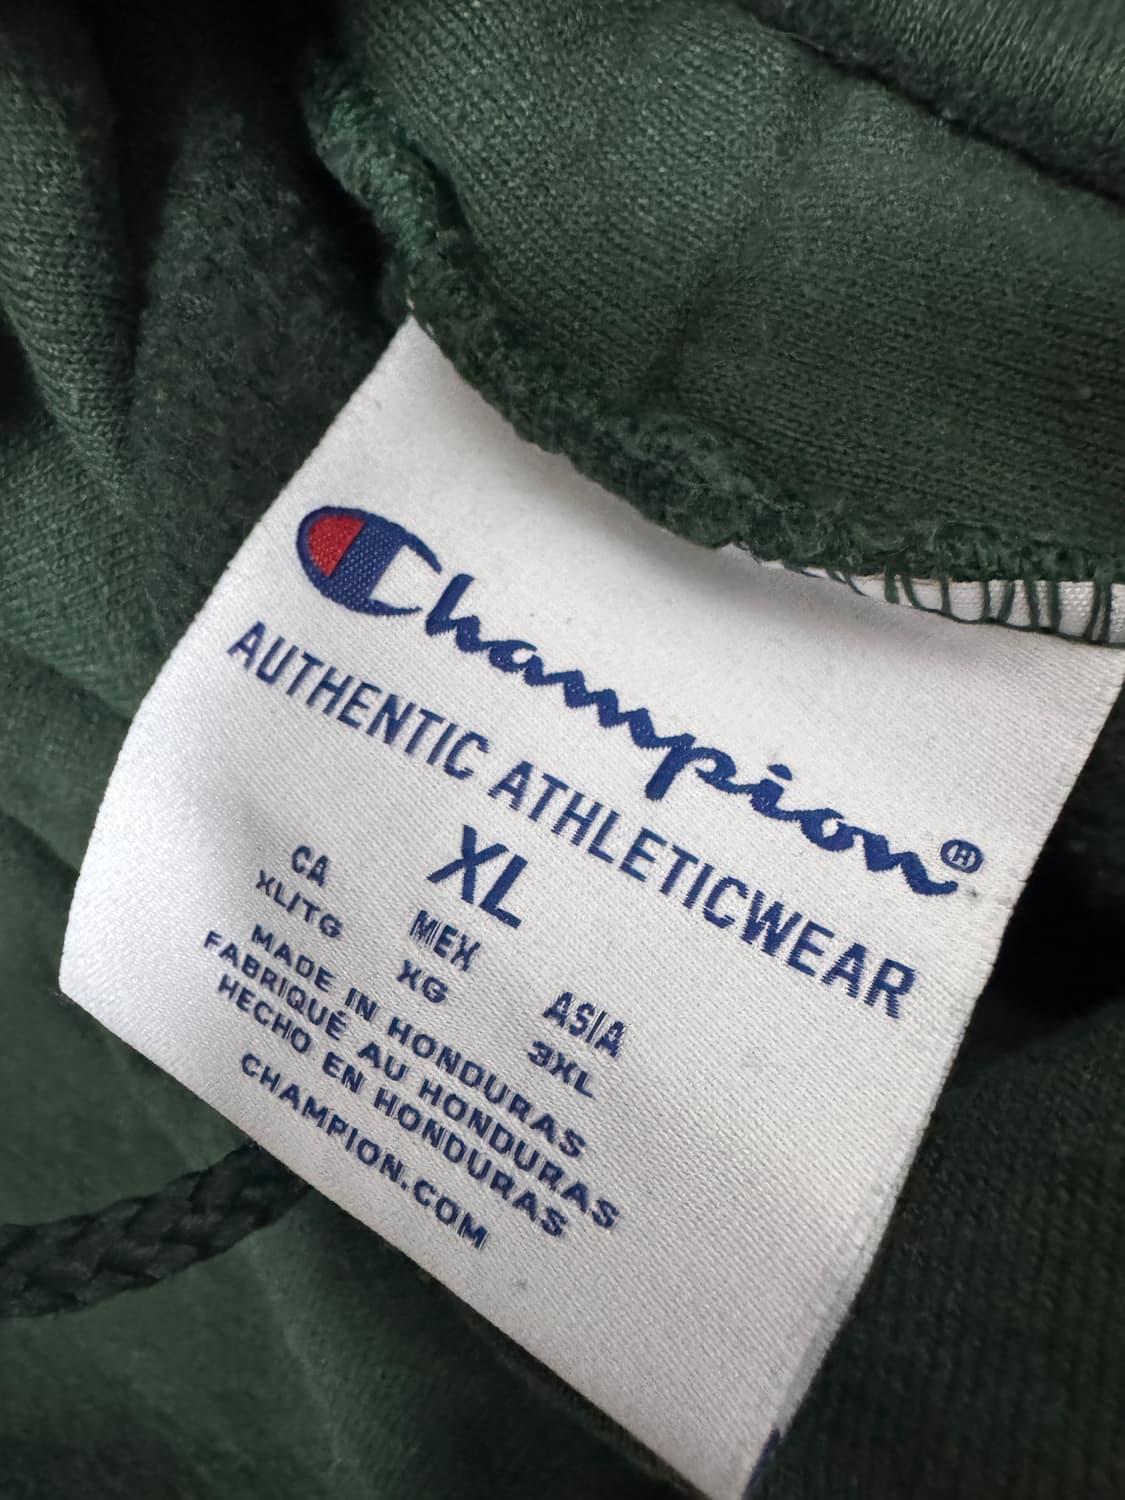 Champion®
AUTHENTIC ATHLETICWEAR
XL
CA MEX ASIA
XL/TG XG 3XL
MADE IN HONDURAS
FABRIQUÉ AU HONDURAS
HECHO EN HONDURAS
CHAMPION.COM